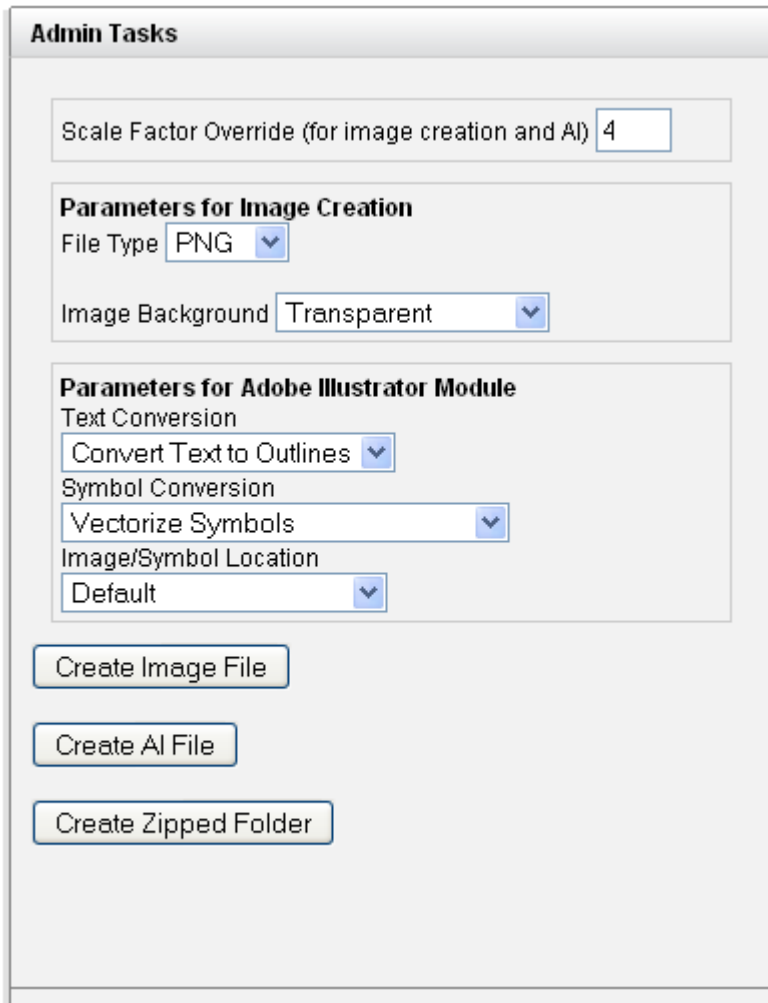 Admin Tasks
Scale Factor Override (for image creation and AI) 4
Parameters for Image Creation
File Type PNG
Image Background Transparent
Parameters for Adobe Illustrator Module
Text Conversion
Convert Text to Outlines
Symbol Conversion
Vectorize Symbols
Image/Symbol Location
Default
Create Image File
Create AI File
Create Zipped Folder